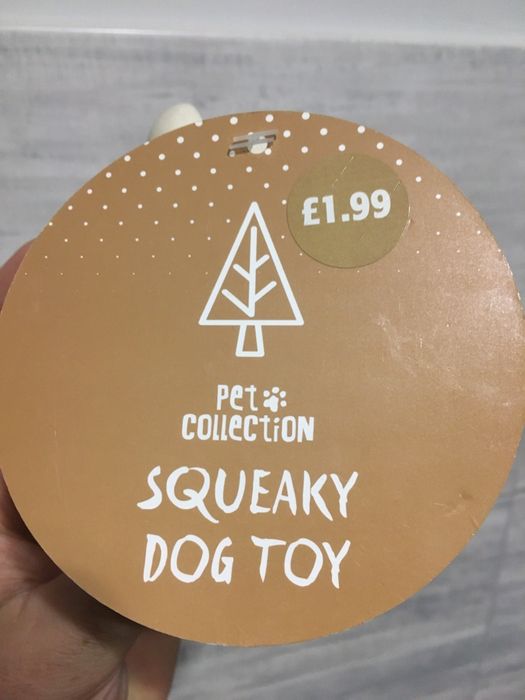 £1.99
Pet
COLLECTiON
SQUEAKY
DOG TOY